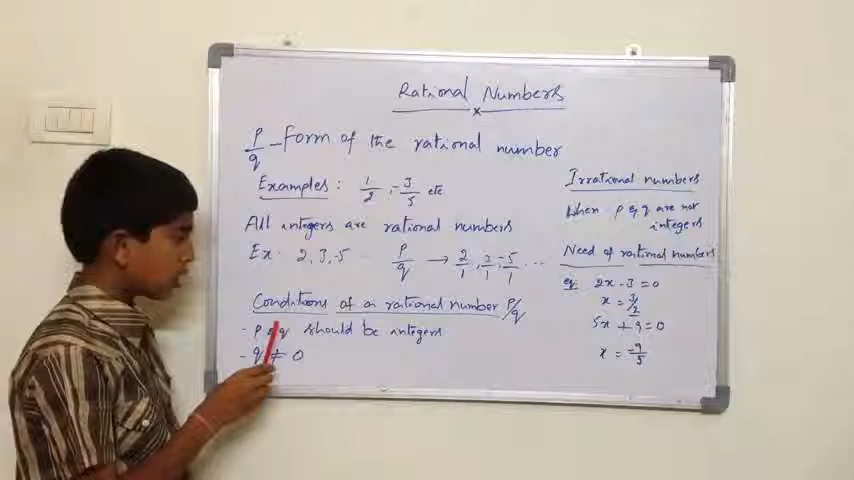 Rational Numbers
x
p/q - form of the rational number
Examples : 1/2, -3/5 etc
All integers are rational numbers
Ex. 2, 3, -5 p/q → 2/1, 3/1, -5/1 ...
Conditions of a rational number p/q
- p & q should be integers
- q ≠ 0
Irrational numbers
When p & q are not
integers
Need of rational numbers
eg: 2x - 3 = 0
x = 3/2
5x + 9 = 0
x = -9/5